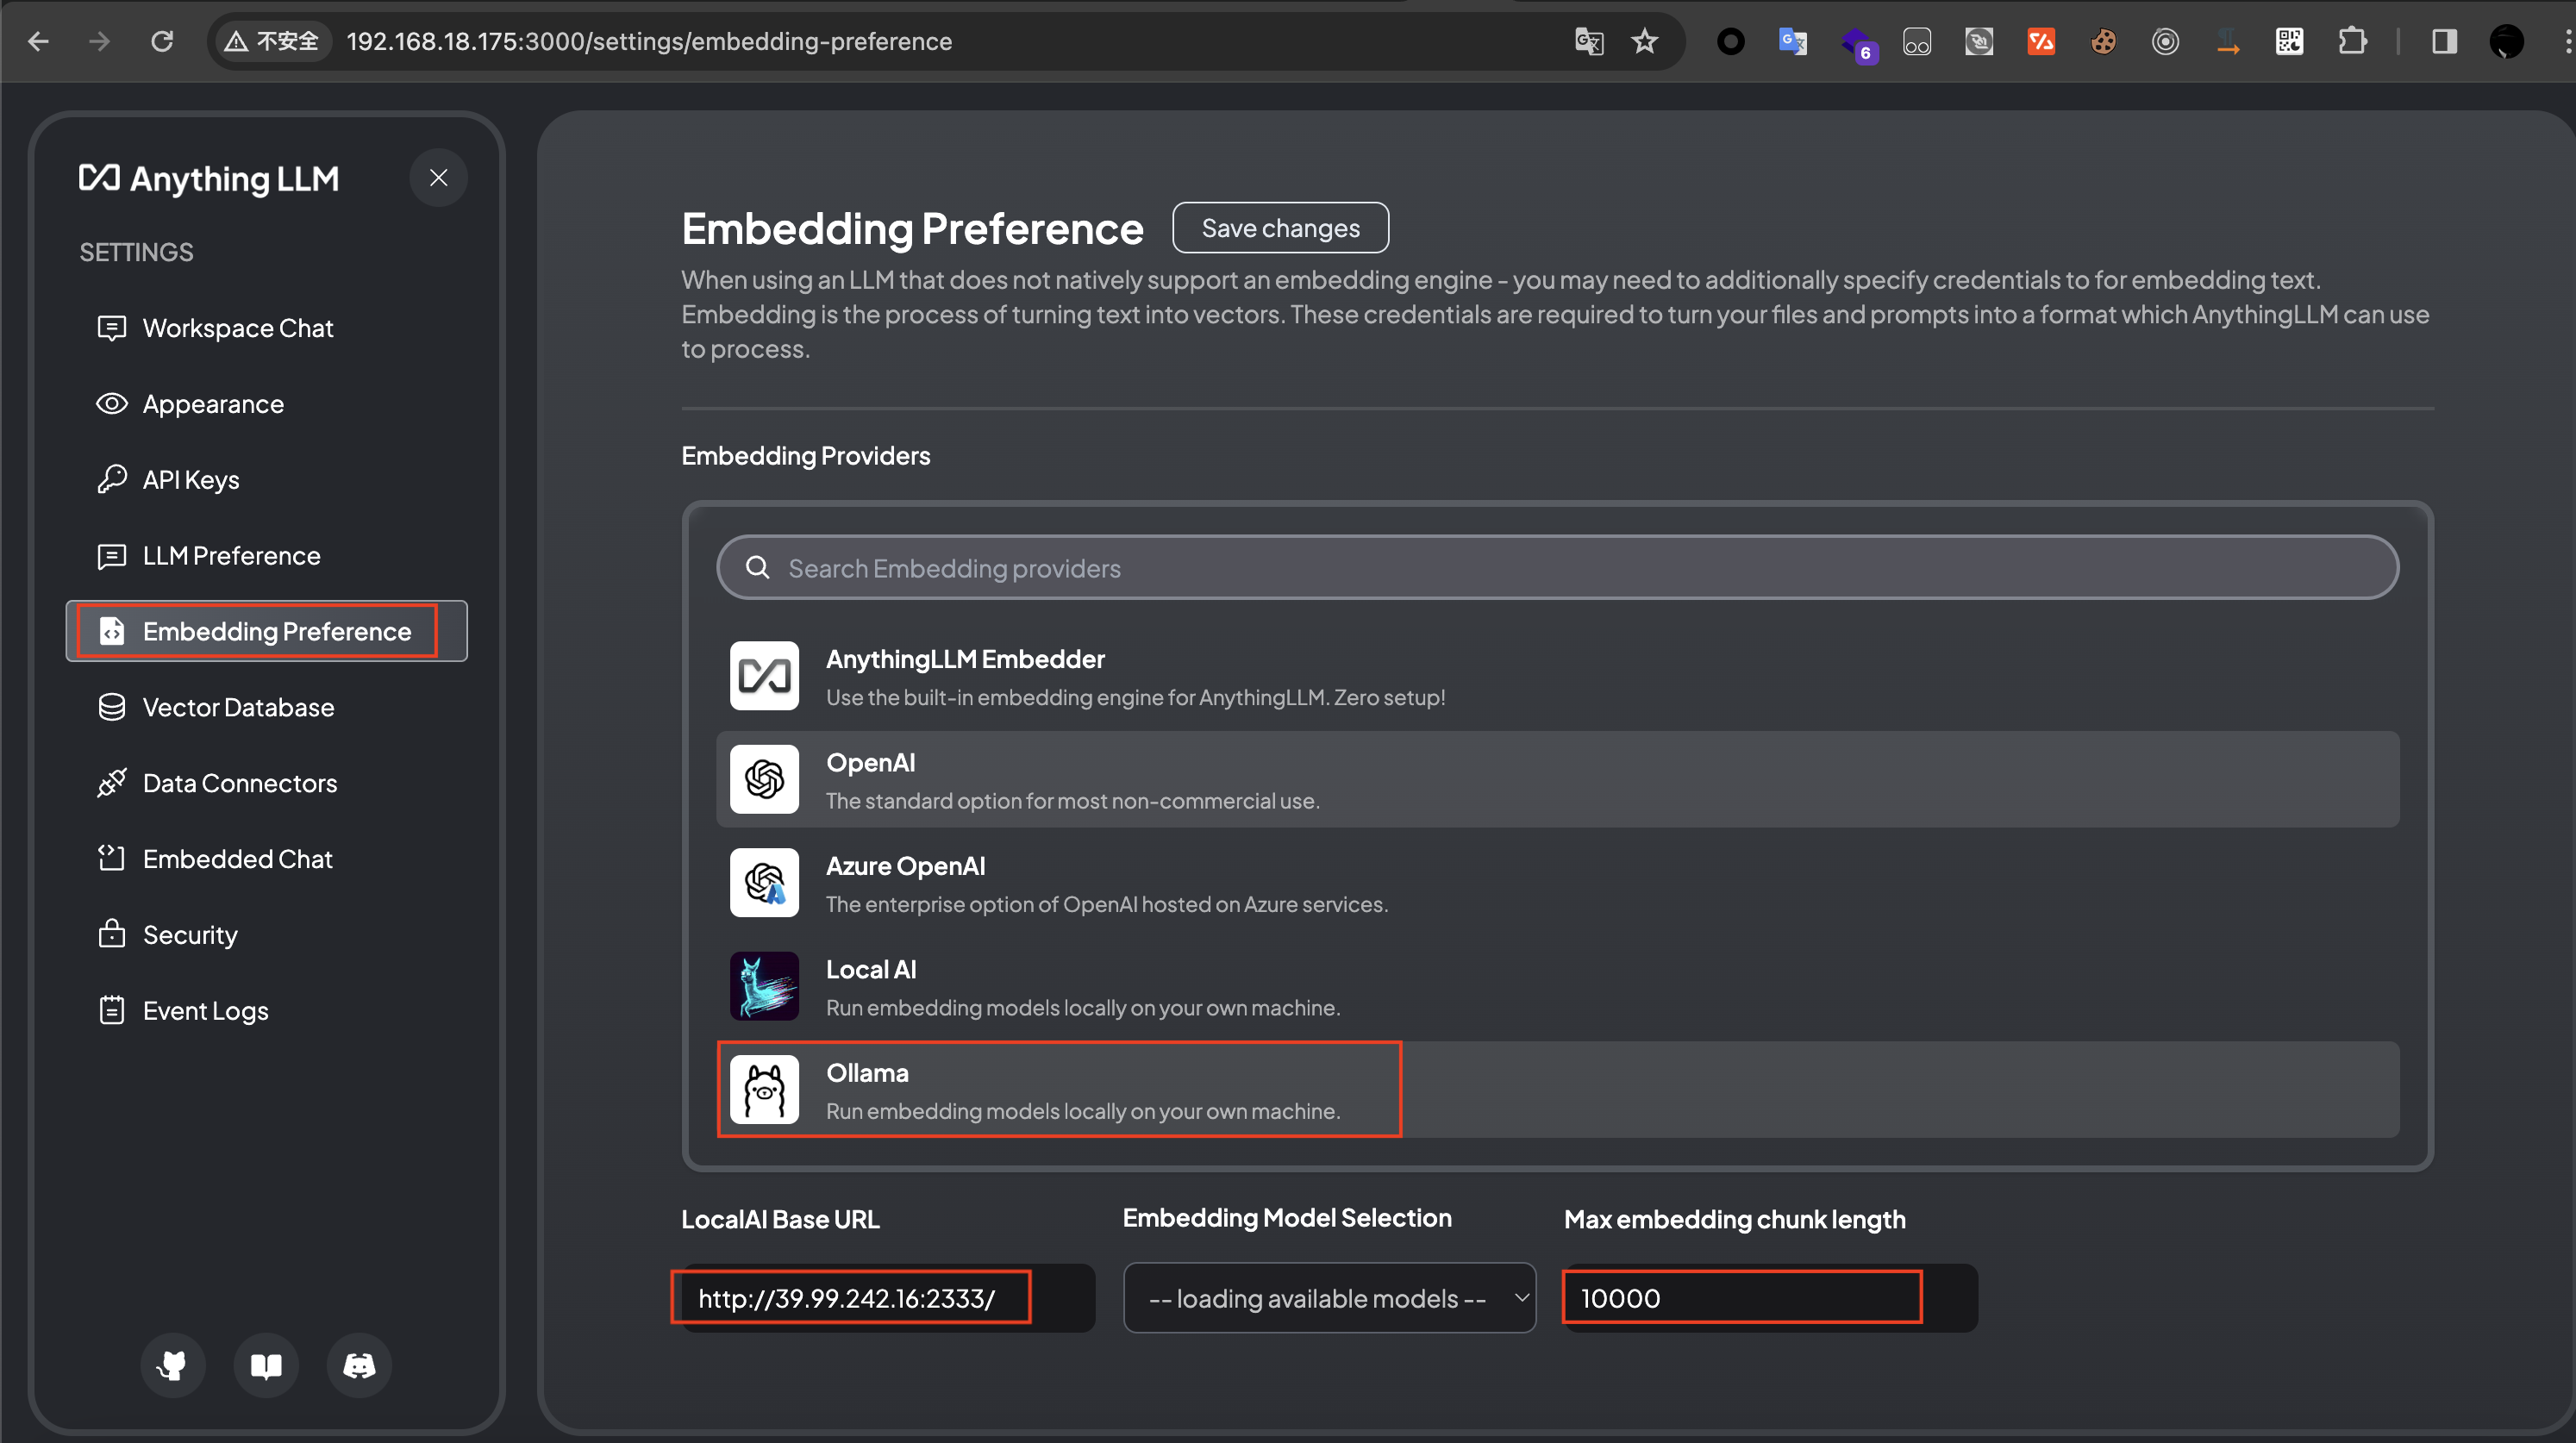 不安全
192.168.18.175:3000/settings/embedding-preference
6
Anything LLM
SETTINGS
Workspace Chat
Appearance
API Keys
LLM Preference
Embedding Preference
Vector Database
Data Connectors
Embedded Chat
Security
Event Logs
Embedding Preference
Save changes
When using an LLM that does not natively support an embedding engine - you may need to additionally specify credentials to for embedding text.
Embedding is the process of turning text into vectors. These credentials are required to turn your files and prompts into a format which AnythingLLM can use
to process.
Embedding Providers
Search Embedding providers
AnythingLLM Embedder
Use the built-in embedding engine for AnythingLLM. Zero setup!
OpenAI
The standard option for most non-commercial use.
Azure OpenAI
The enterprise option of OpenAI hosted on Azure services.
Local AI
Run embedding models locally on your own machine.
Ollama
Run embedding models locally on your own machine.
LocalAI Base URL
Embedding Model Selection
Max embedding chunk length
http://39.99.242.16:2333/
-- loading available models --
10000